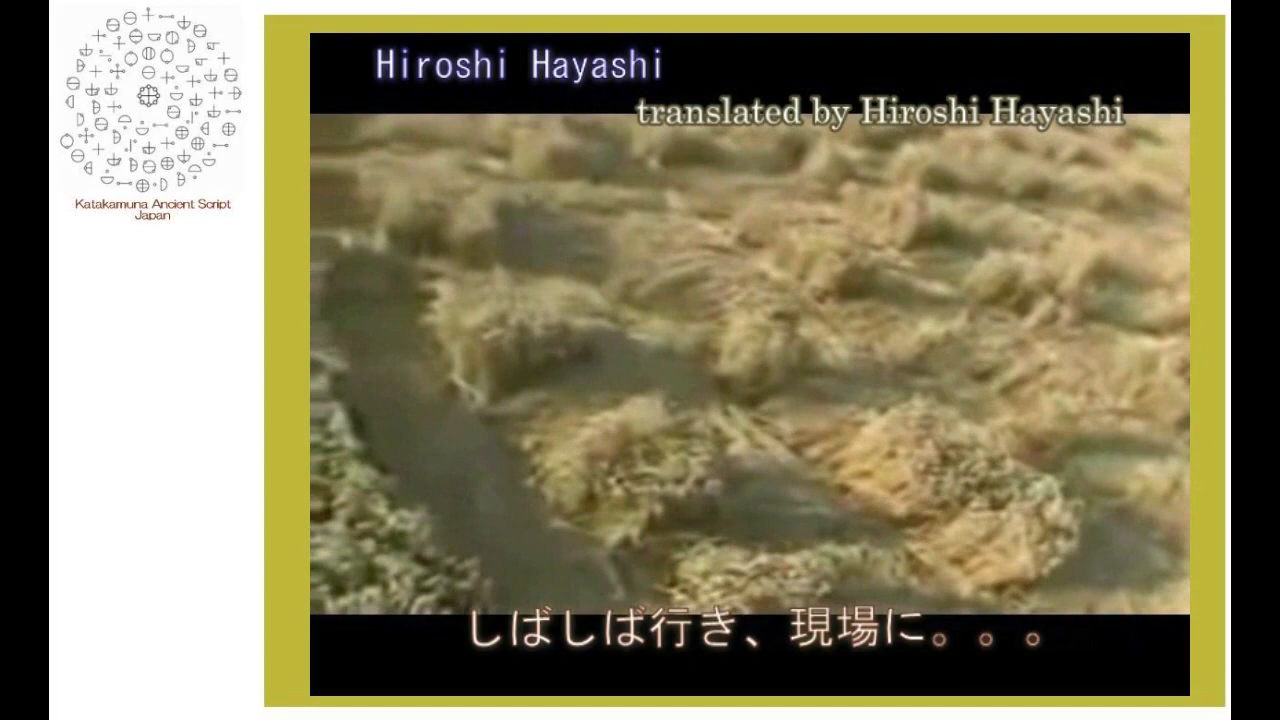 Katakamuna Ancient Script
Japan
Hiroshi Hayashi
translated by Hiroshi Hayashi
しばしば行き、現場に。。。